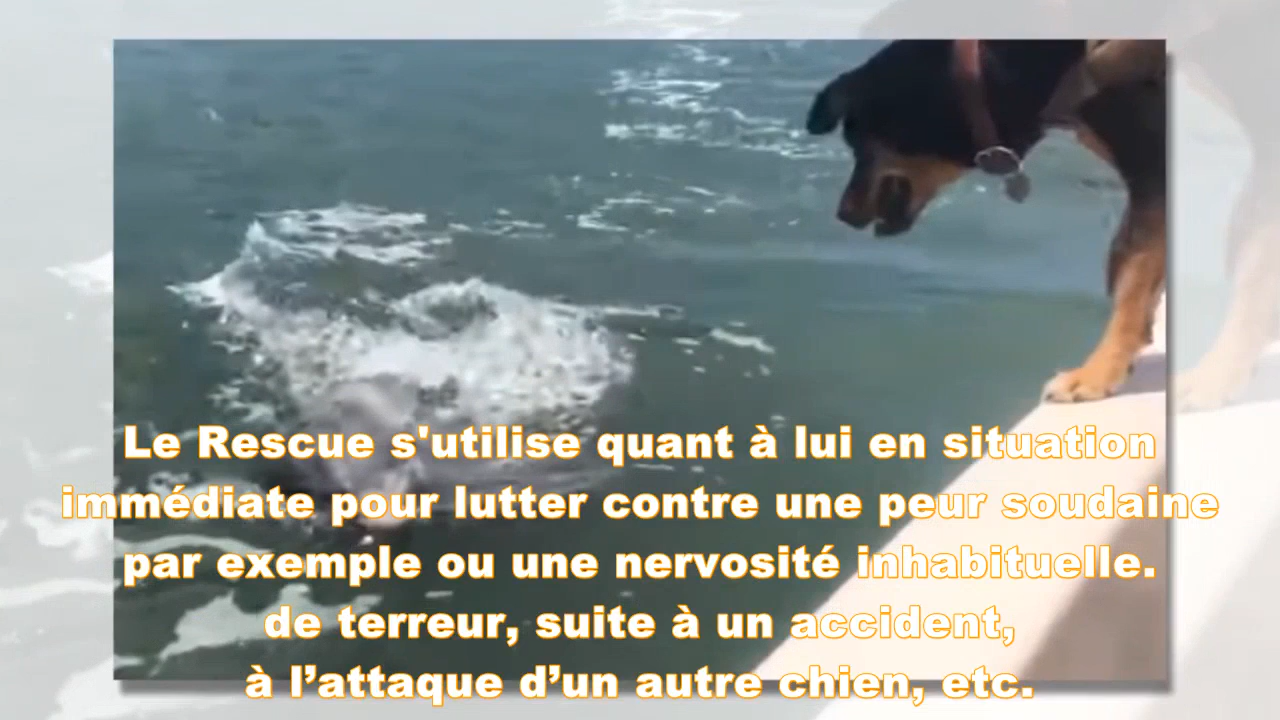 Le Rescue s'utilise quant à lui en situation
immédiate pour lutter contre une peur soudaine
par exemple ou une nervosité inhabituelle.
de terreur, suite à un accident,
à l’attaque d’un autre chien, etc.